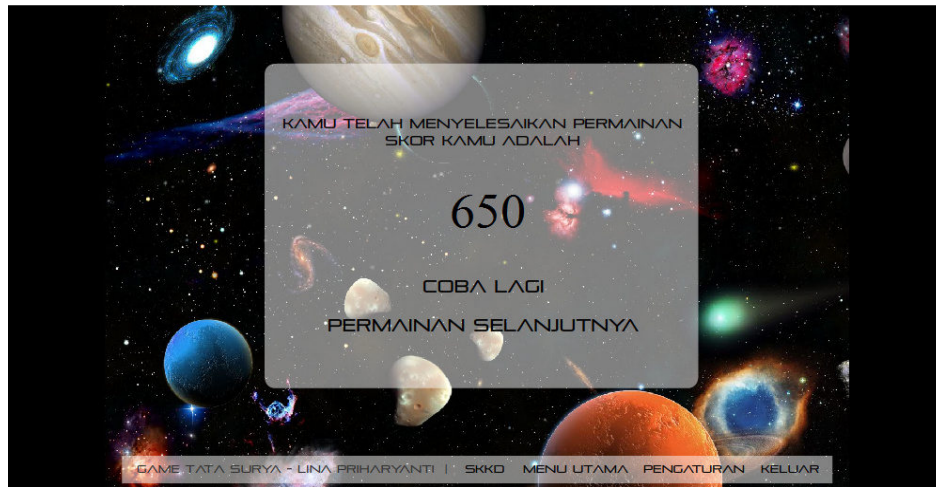 KAMU TELAH MENYELESAIKAN PERMAINAN
SKOR KAMU ADALAH
650
COBA LAGI
PERMAINAN SELANJUTNYA
GAME TATA SURYA - LINA PRIHARYANTI | SKKD MENU UTAMA PENGATURAN KELUAR